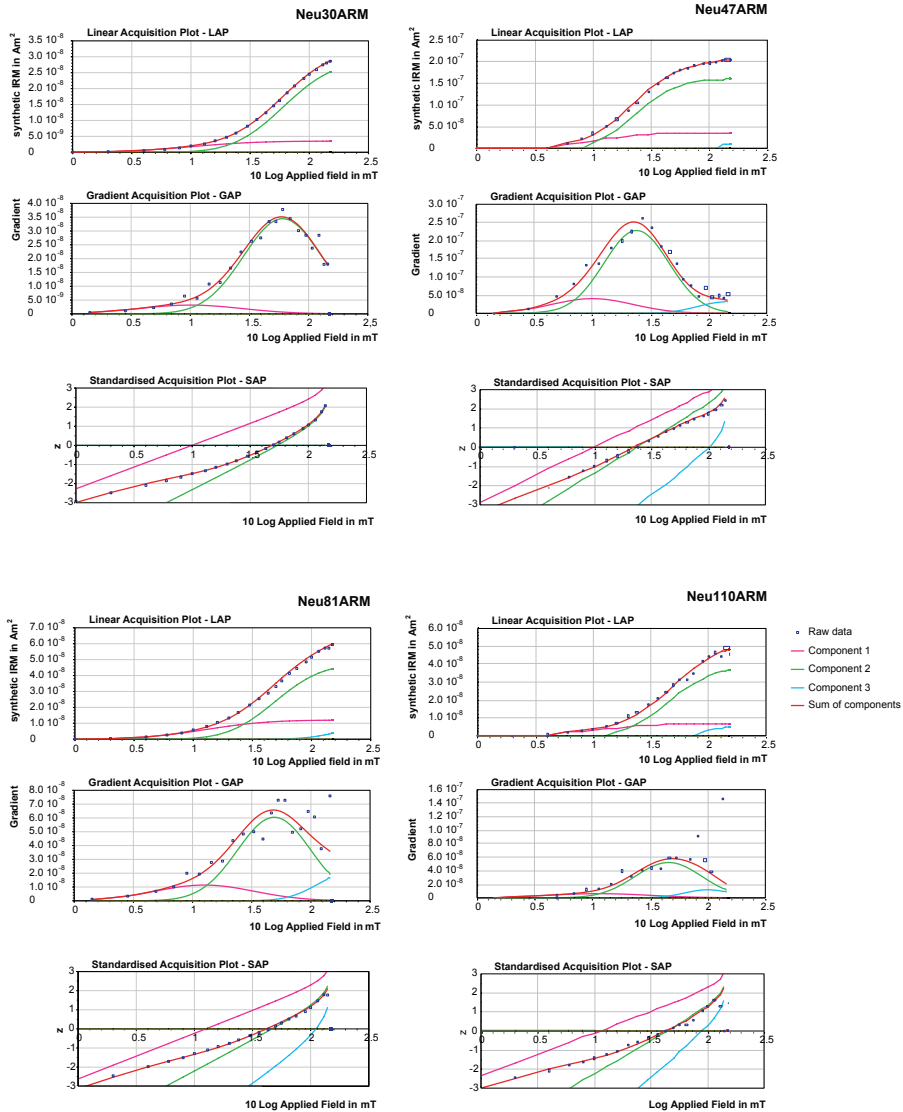 Neu30ARM
Linear Acquisition Plot - LAP
synthetic IRM in Am2
3.5 10-8
3.0 10-8
2.5 10-8
2.0 10-8
1.5 10-8
1.0 10-8
5.0 10-9
0
0 0.5 1 1.5 2 2.5
10 Log Applied field in mT
Gradient Acquisition Plot - GAP
Gradient
4.0 10-8
3.5 10-8
3.0 10-8
2.5 10-8
2.0 10-8
1.5 10-8
1.0 10-8
5.0 10-9
0
0 0.5 1 1.5 2 2.5
10 Log Applied Field in mT
Standardised Acquisition Plot - SAP
z
3
2
1
0
-1
-2
-3
0 0.5 1 1.5 2 2.5
10 Log Applied Field in mT
Neu47ARM
Linear Acquisition Plot - LAP
synthetic IRM in Am2
2.5 10-7
2.0 10-7
1.5 10-7
1.0 10-7
5.0 10-8
0
0 0.5 1 1.5 2 2.5
10 Log Applied Field in mT
Gradient Acquisition Plot - GAP
Gradient
3.0 10-7
2.5 10-7
2.0 10-7
1.5 10-7
1.0 10-7
5.0 10-8
0
0 0.5 1 1.5 2 2.5
10 Log Applied Field in mT
Standardised Acquisition Plot - SAP
z
3
2
1
0
-1
-2
-3
0 0.5 1 1.5 2 2.5
10 Log Applied Field in mT
Neu81ARM
Linear Acquisition Plot - LAP
synthetic IRM in Am2
7.0 10-8
6.0 10-8
5.0 10-8
4.0 10-8
3.0 10-8
2.0 10-8
1.0 10-8
0
0 0.5 1 1.5 2 2.5
10 Log Applied field in mT
Gradient Acquisition Plot - GAP
Gradient
8.0 10-8
7.0 10-8
6.0 10-8
5.0 10-8
4.0 10-8
3.0 10-8
2.0 10-8
1.0 10-8
0
0 0.5 1 1.5 2 2.5
10 Log Applied Field in mT
Standardised Acquisition Plot - SAP
z
3
2
1
0
-1
-2
-3
0 0.5 1 1.5 2 2.5
10 Log Applied Field in mT
Neu110ARM
Linear Acquisition Plot - LAP
synthetic IRM in Am2
6.0 10-8
5.0 10-8
4.0 10-8
3.0 10-8
2.0 10-8
1.0 10-8
0
0 0.5 1 1.5 2 2.5
10 Log Applied field in mT
Gradient Acquisition Plot - GAP
Gradient
1.6 10-7
1.4 10-7
1.2 10-7
1.0 10-7
8.0 10-8
6.0 10-8
4.0 10-8
2.0 10-8
0
0 0.5 1 1.5 2 2.5
10 Log Applied Field in mT
Standardised Acquisition Plot - SAP
z
3
2
1
0
-1
-2
-3
0 0.5 1 1.5 2 2.5
Log Applied Field in mT
Raw data
Component 1
Component 2
Component 3
Sum of components